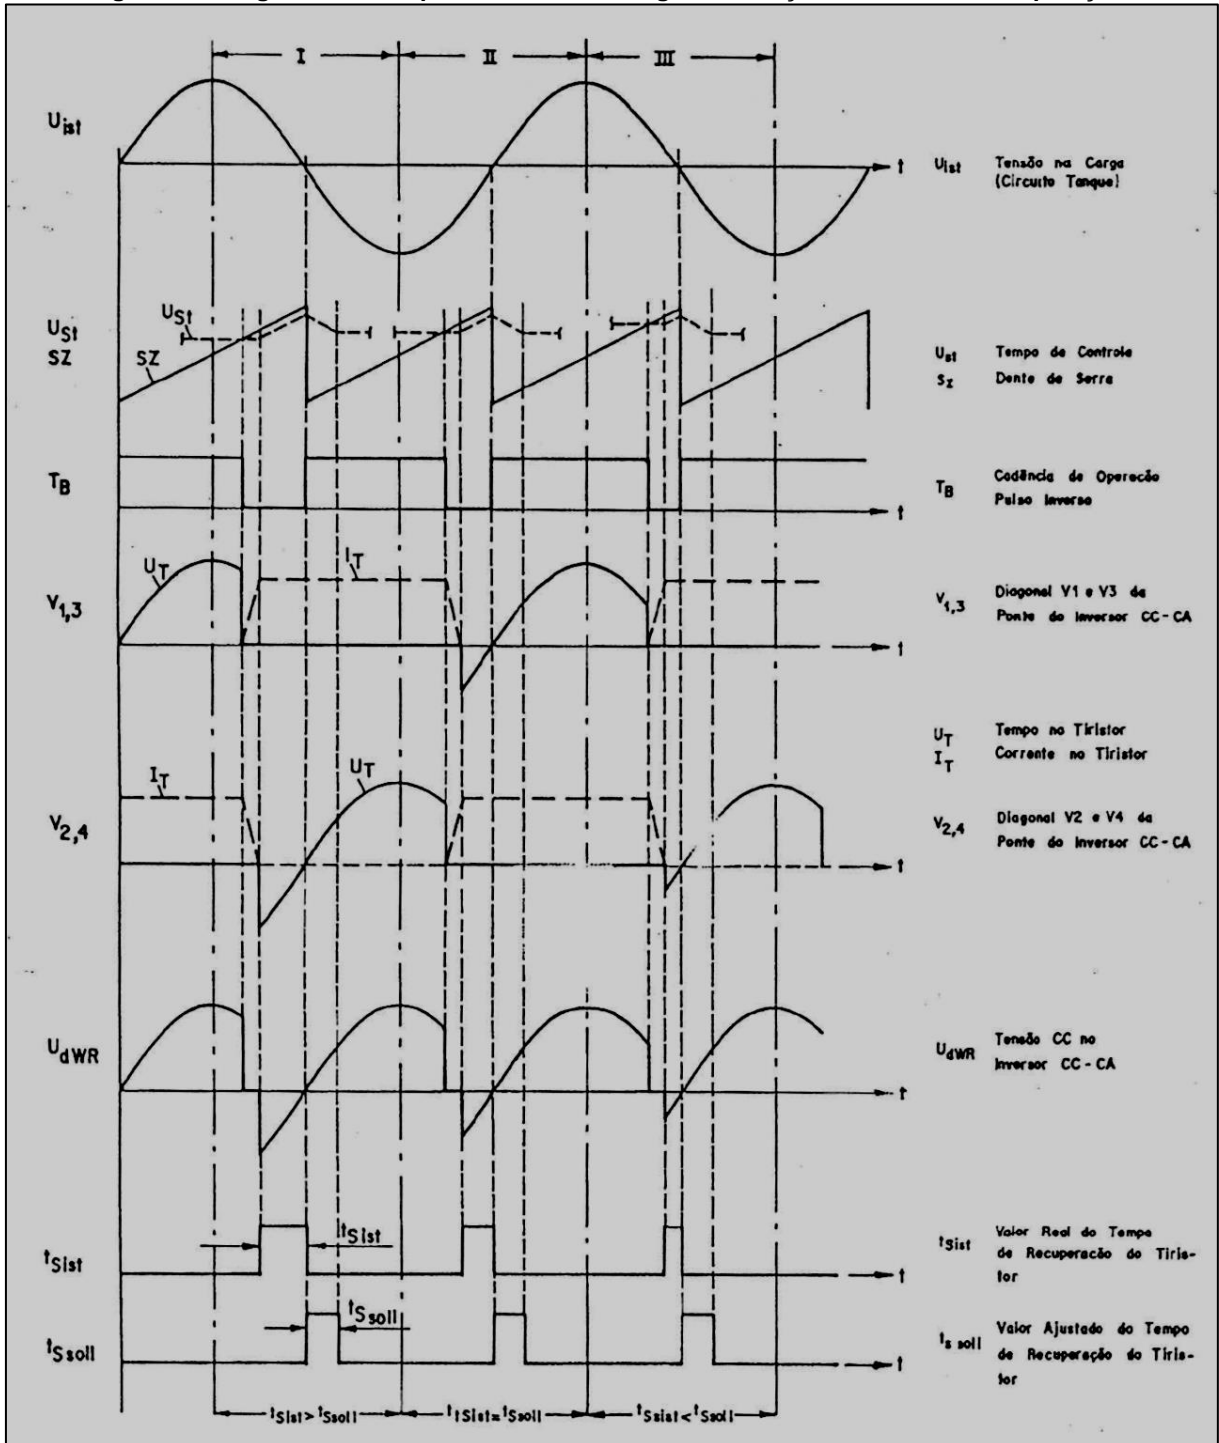 I II III
U_ist
t
U_ist Tensão na Carga
(Circuito Tanque)
U_St
U_St
SZ
SZ
U_st Tempo de Controle
S_Z Dente de Serra
T_B
t
T_B Cadência de Operecão
Pulso Inverso
U_T I_T
V_1,3
t
V_1,3 Diagonal V1 e V3 da
Ponte do Inversor CC-CA
U_T Tempo no Tiristor
I_T Corrente no Tiristor
I_T U_T
V_2,4
t
V_2,4 Diagonal V2 e V4 da
Ponte do Inversor CC-CA
U_dWR
t
U_dWR Tensão CC no
Inversor CC-CA
t_Sist
t_Sist
t
t_Sist Valor Real do Tempo
de Recuperacão do Tiris-
tor
t_Ssoll
t_Ssoll
t
t_s soll Valor Ajustado do Tempo
de Recuperação do Tiris-
tor
t_Sist > t_Ssoll t_tSist = t_Ssoll t_Ssist < t_Ssoll